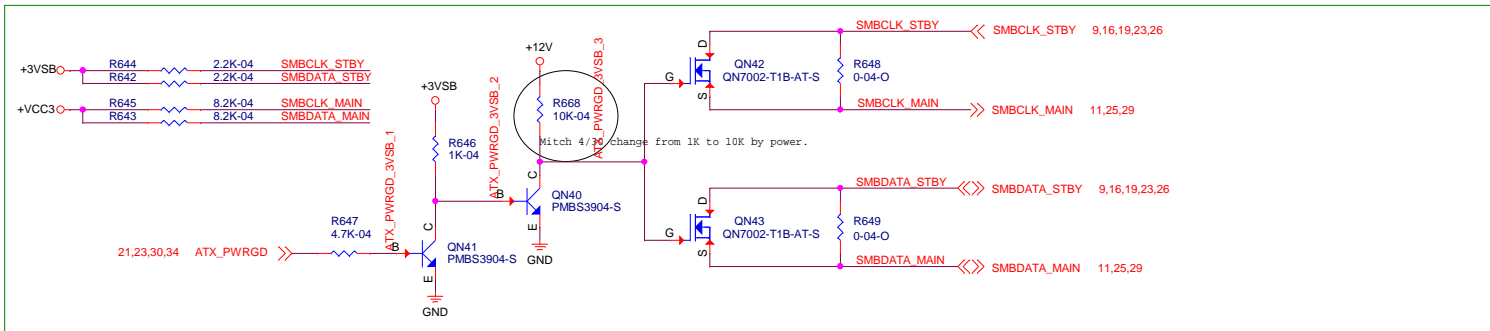 +3VSB
R644 2.2K-04 SMBCLK_STBY
R642 2.2K-04 SMBDATA_STBY
+VCC3
R645 8.2K-04 SMBCLK_MAIN
R643 8.2K-04 SMBDATA_MAIN
21,23,30,34 ATX_PWRGD
R647
4.7K-04
ATX_PWRGD_3VSB_1
B
C
E
QN41
PMBS3904-S
GND
+3VSB
R646
1K-04
ATX_PWRGD_3VSB_2
B
C
E
QN40
PMBS3904-S
GND
+12V
R668
10K-04
ATX_PWRGD_3VSB_3
Mitch 4/30 change from 1K to 10K by power.
G
D
S
QN42
QN7002-T1B-AT-S
SMBCLK_STBY
SMBCLK_STBY 9,16,19,23,26
R648
0-04-O
SMBCLK_MAIN
SMBCLK_MAIN 11,25,29
G
D
S
QN43
QN7002-T1B-AT-S
SMBDATA_STBY
SMBDATA_STBY 9,16,19,23,26
R649
0-04-O
SMBDATA_MAIN
SMBDATA_MAIN 11,25,29